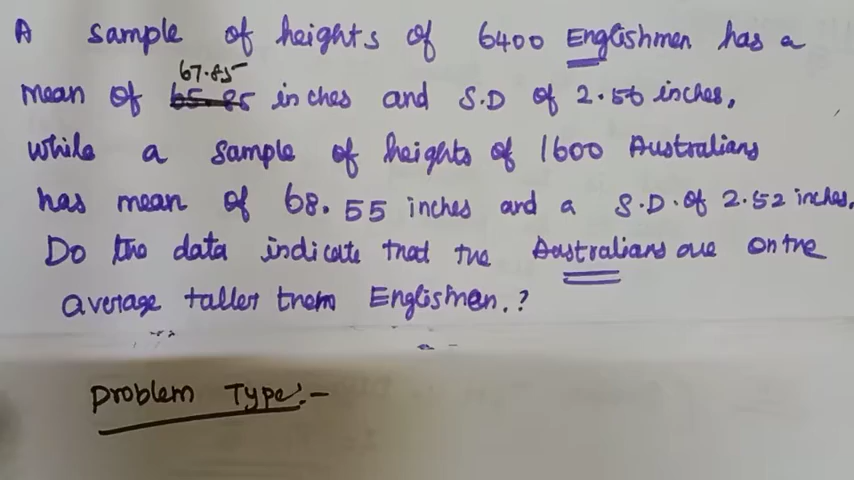 A sample of heights of 6400 Englishmen has a
67.85
mean of 65.85 inches and S.D of 2.56 inches,
while a sample of heights of 1600 Australians
has mean of 68.55 inches and a S.D.of 2.52 inches.
Do the data indicate that the Australians are on the
average taller them Englismen.?
Problem Type:-